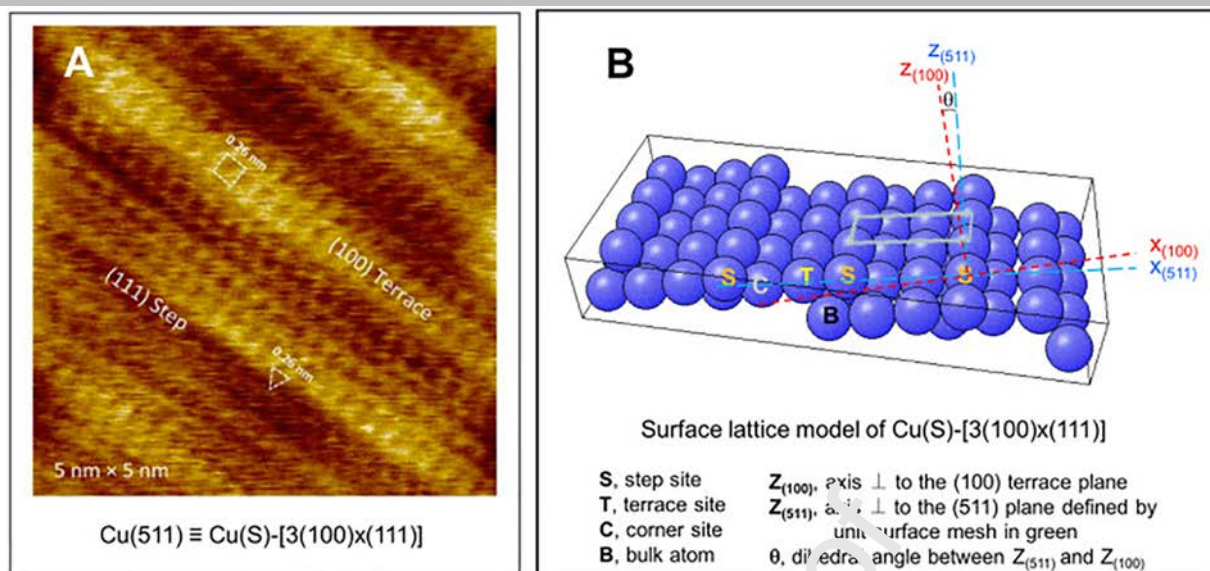 A
0.26 nm
(100) Terrace
(111) Step
0.26 nm
5 nm × 5 nm
Cu(511) ≡ Cu(S)-[3(100)x(111)]
B
Z(511)
Z(100)
θ
X(100)
X(511)
S
C
T
S
S
B
Surface lattice model of Cu(S)-[3(100)x(111)]
S, step site
T, terrace site
C, corner site
B, bulk atom
Z(100), axis ⊥ to the (100) terrace plane
Z(511), axis ⊥ to the (511) plane defined by
unit surface mesh in green
θ, dihedral angle between Z(511) and Z(100)